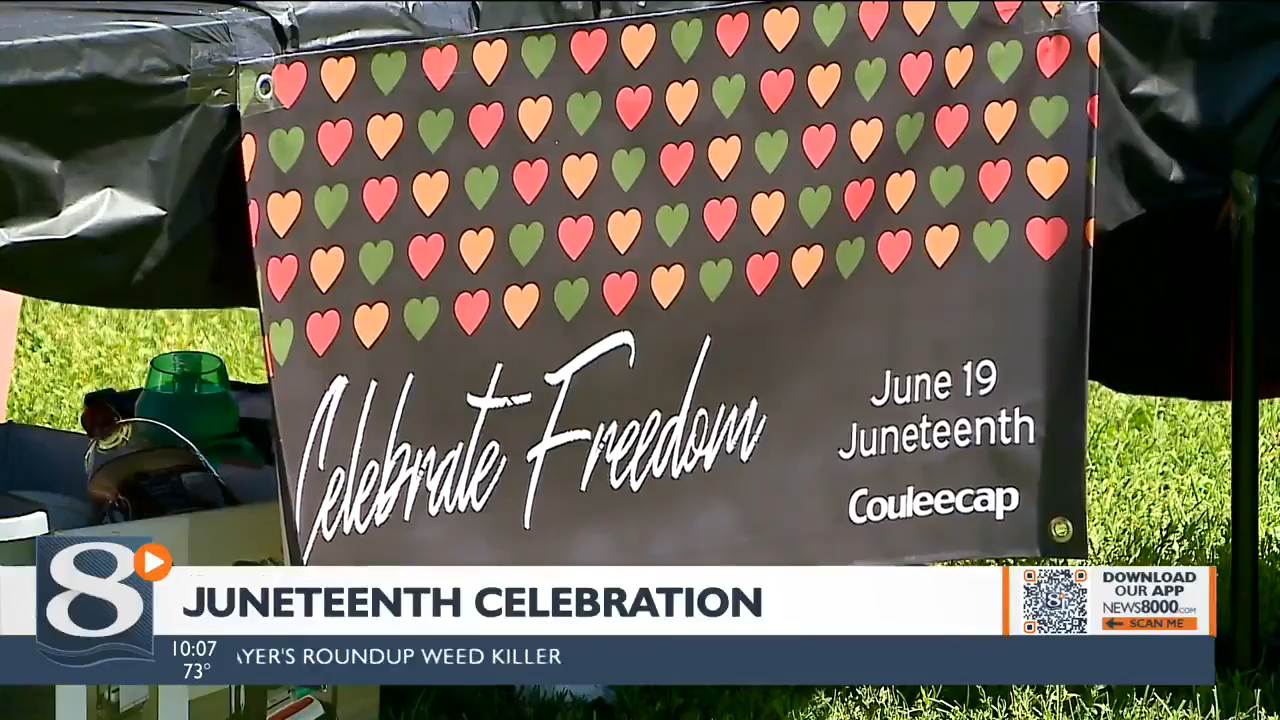 Celebrate Freedom
June 19
Juneteenth
Couleecap
8
JUNETEENTH CELEBRATION
DOWNLOAD
OUR APP
NEWS8000.COM
SCAN ME
10:07
73°
AYER'S ROUNDUP WEED KILLER